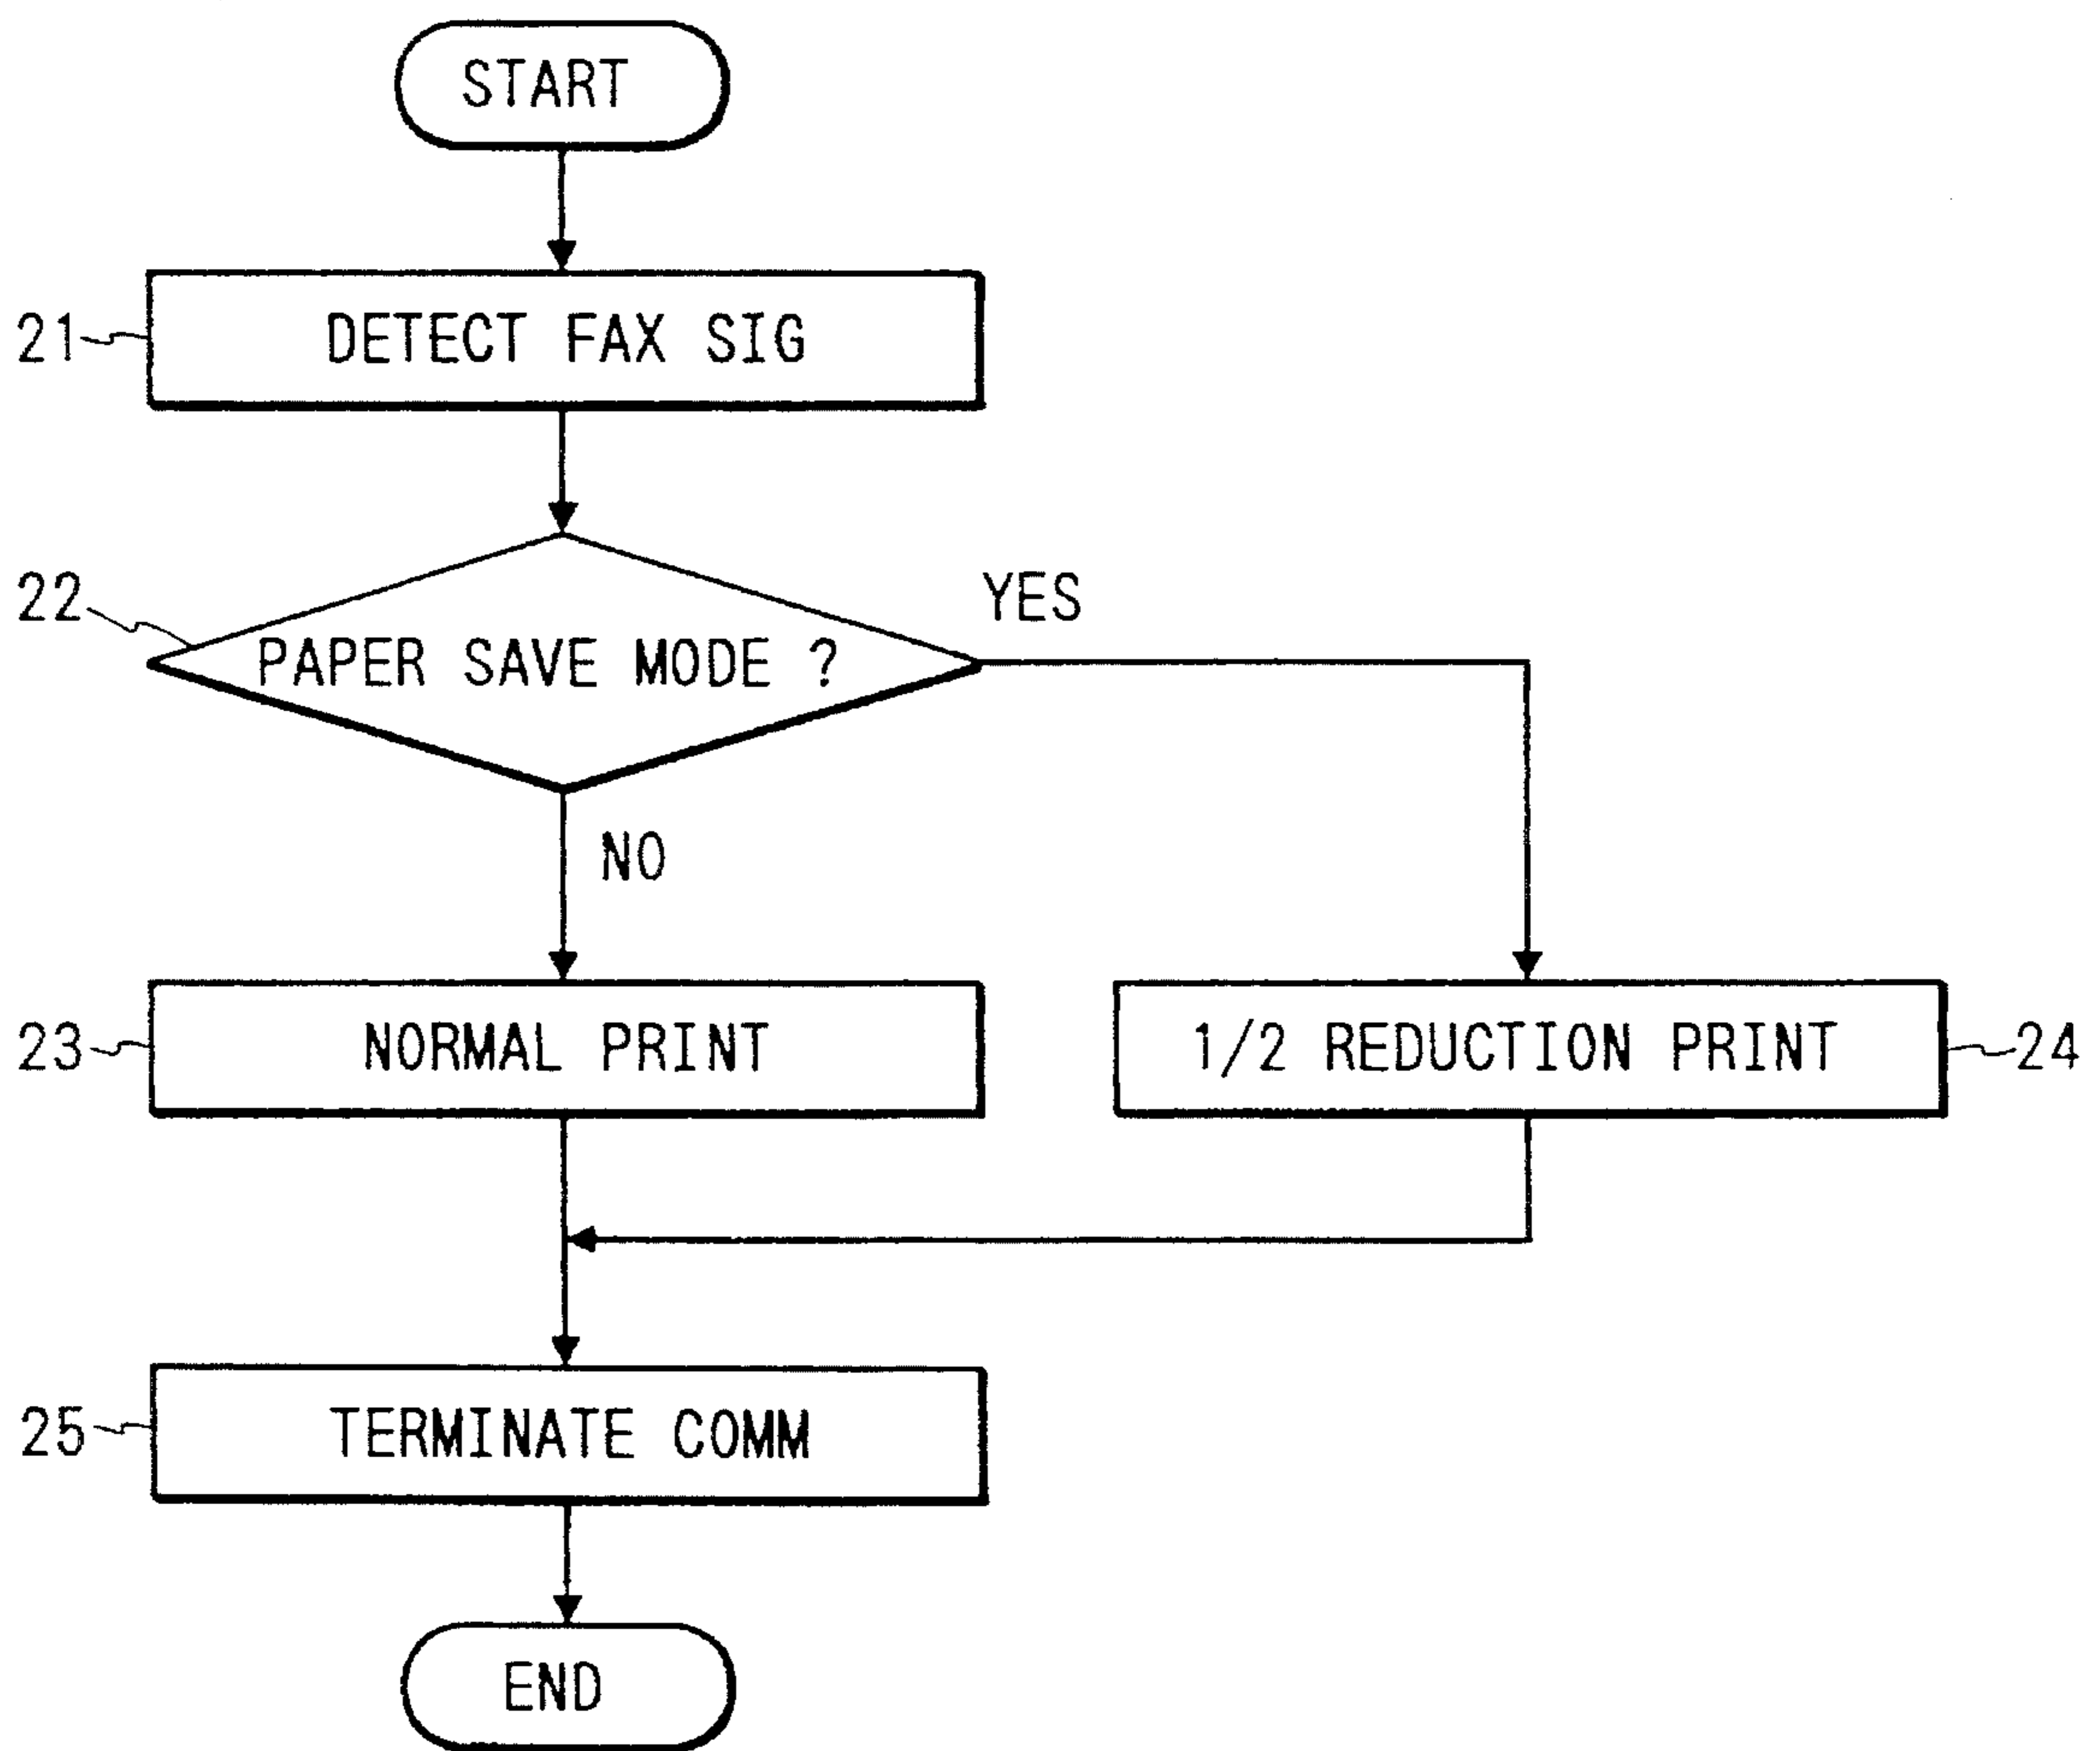 START
21 DETECT FAX SIG
22 PAPER SAVE MODE ? YES
NO
23 NORMAL PRINT 1/2 REDUCTION PRINT 24
25 TERMINATE COMM
END